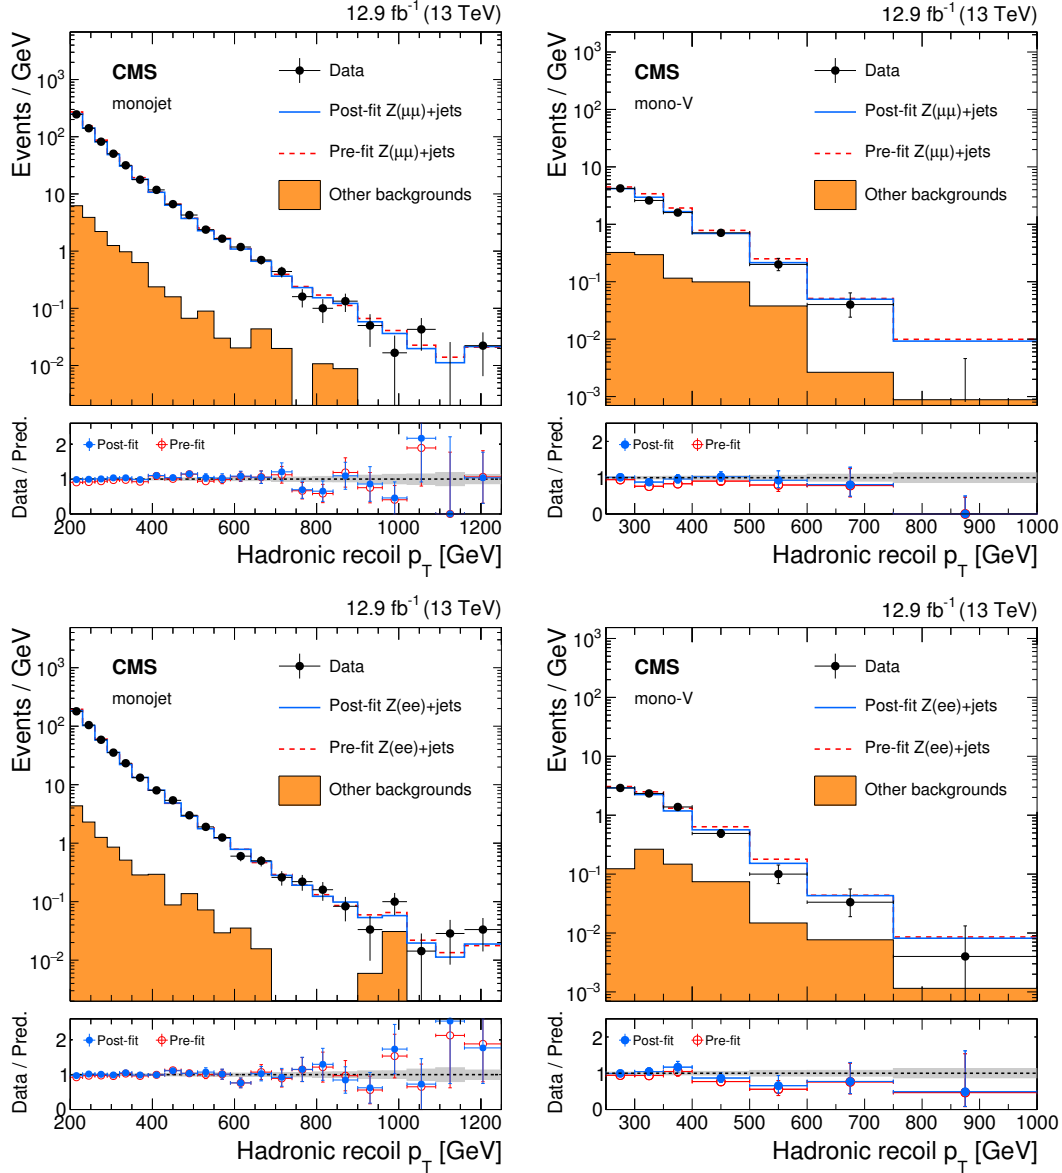 12.9 fb⁻¹ (13 TeV)
Events / GeV
10³
10²
10
1
10⁻¹
10⁻²
CMS
monojet
Data
Post-fit Z(μμ)+jets
Pre-fit Z(μμ)+jets
Other backgrounds
Data / Pred.
2
1
0
Post-fit
Pre-fit
200 400 600 800 1000 1200
Hadronic recoil p_T [GeV]
12.9 fb⁻¹ (13 TeV)
Events / GeV
10³
10²
10
1
10⁻¹
10⁻²
10⁻³
CMS
mono-V
Data
Post-fit Z(μμ)+jets
Pre-fit Z(μμ)+jets
Other backgrounds
Data / Pred.
2
1
0
Post-fit
Pre-fit
300 400 500 600 700 800 900 1000
Hadronic recoil p_T [GeV]
12.9 fb⁻¹ (13 TeV)
Events / GeV
10³
10²
10
1
10⁻¹
10⁻²
CMS
monojet
Data
Post-fit Z(ee)+jets
Pre-fit Z(ee)+jets
Other backgrounds
Data / Pred.
2
1
0
Post-fit
Pre-fit
200 400 600 800 1000 1200
Hadronic recoil p_T [GeV]
12.9 fb⁻¹ (13 TeV)
Events / GeV
10³
10²
10
1
10⁻¹
10⁻²
10⁻³
CMS
mono-V
Data
Post-fit Z(ee)+jets
Pre-fit Z(ee)+jets
Other backgrounds
Data / Pred.
2
1
0
Post-fit
Pre-fit
300 400 500 600 700 800 900 1000
Hadronic recoil p_T [GeV]